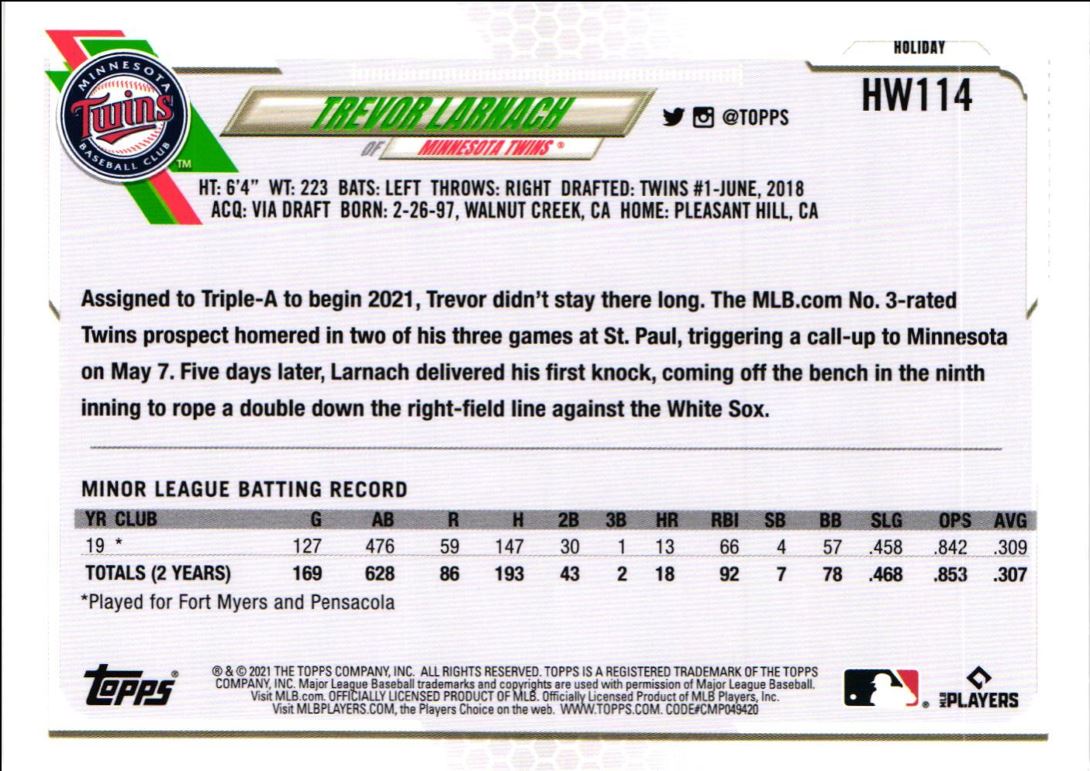 HOLIDAY
HW114
MINNESOTA
Twins
BASEBALL CLUB
TM
TREVOR LARNACH
@TOPPS
OF MINNESOTA TWINS ®
HT: 6'4" WT: 223 BATS: LEFT THROWS: RIGHT DRAFTED: TWINS #1-JUNE, 2018
ACQ: VIA DRAFT BORN: 2-26-97, WALNUT CREEK, CA HOME: PLEASANT HILL, CA
Assigned to Triple-A to begin 2021, Trevor didn't stay there long. The MLB.com No. 3-rated
Twins prospect homered in two of his three games at St. Paul, triggering a call-up to Minnesota
on May 7. Five days later, Larnach delivered his first knock, coming off the bench in the ninth
inning to rope a double down the right-field line against the White Sox.
MINOR LEAGUE BATTING RECORD
YR CLUB G AB R H 2B 3B HR RBI SB BB SLG OPS AVG
19 * 127 476 59 147 30 1 13 66 4 57 .458 .842 .309
TOTALS (2 YEARS) 169 628 86 193 43 2 18 92 7 78 .468 .853 .307
*Played for Fort Myers and Pensacola
TOPPS®
® & © 2021 THE TOPPS COMPANY, INC. ALL RIGHTS RESERVED. TOPPS IS A REGISTERED TRADEMARK OF THE TOPPS
COMPANY, INC. Major League Baseball trademarks and copyrights are used with permission of Major League Baseball.
Visit MLB.com. OFFICIALLY LICENSED PRODUCT OF MLB. Officially Licensed Product of MLB Players, Inc.
Visit MLBPLAYERS.COM, the Players Choice on the web. WWW.TOPPS.COM. CODE#CMP049420
®
MLB PLAYERS